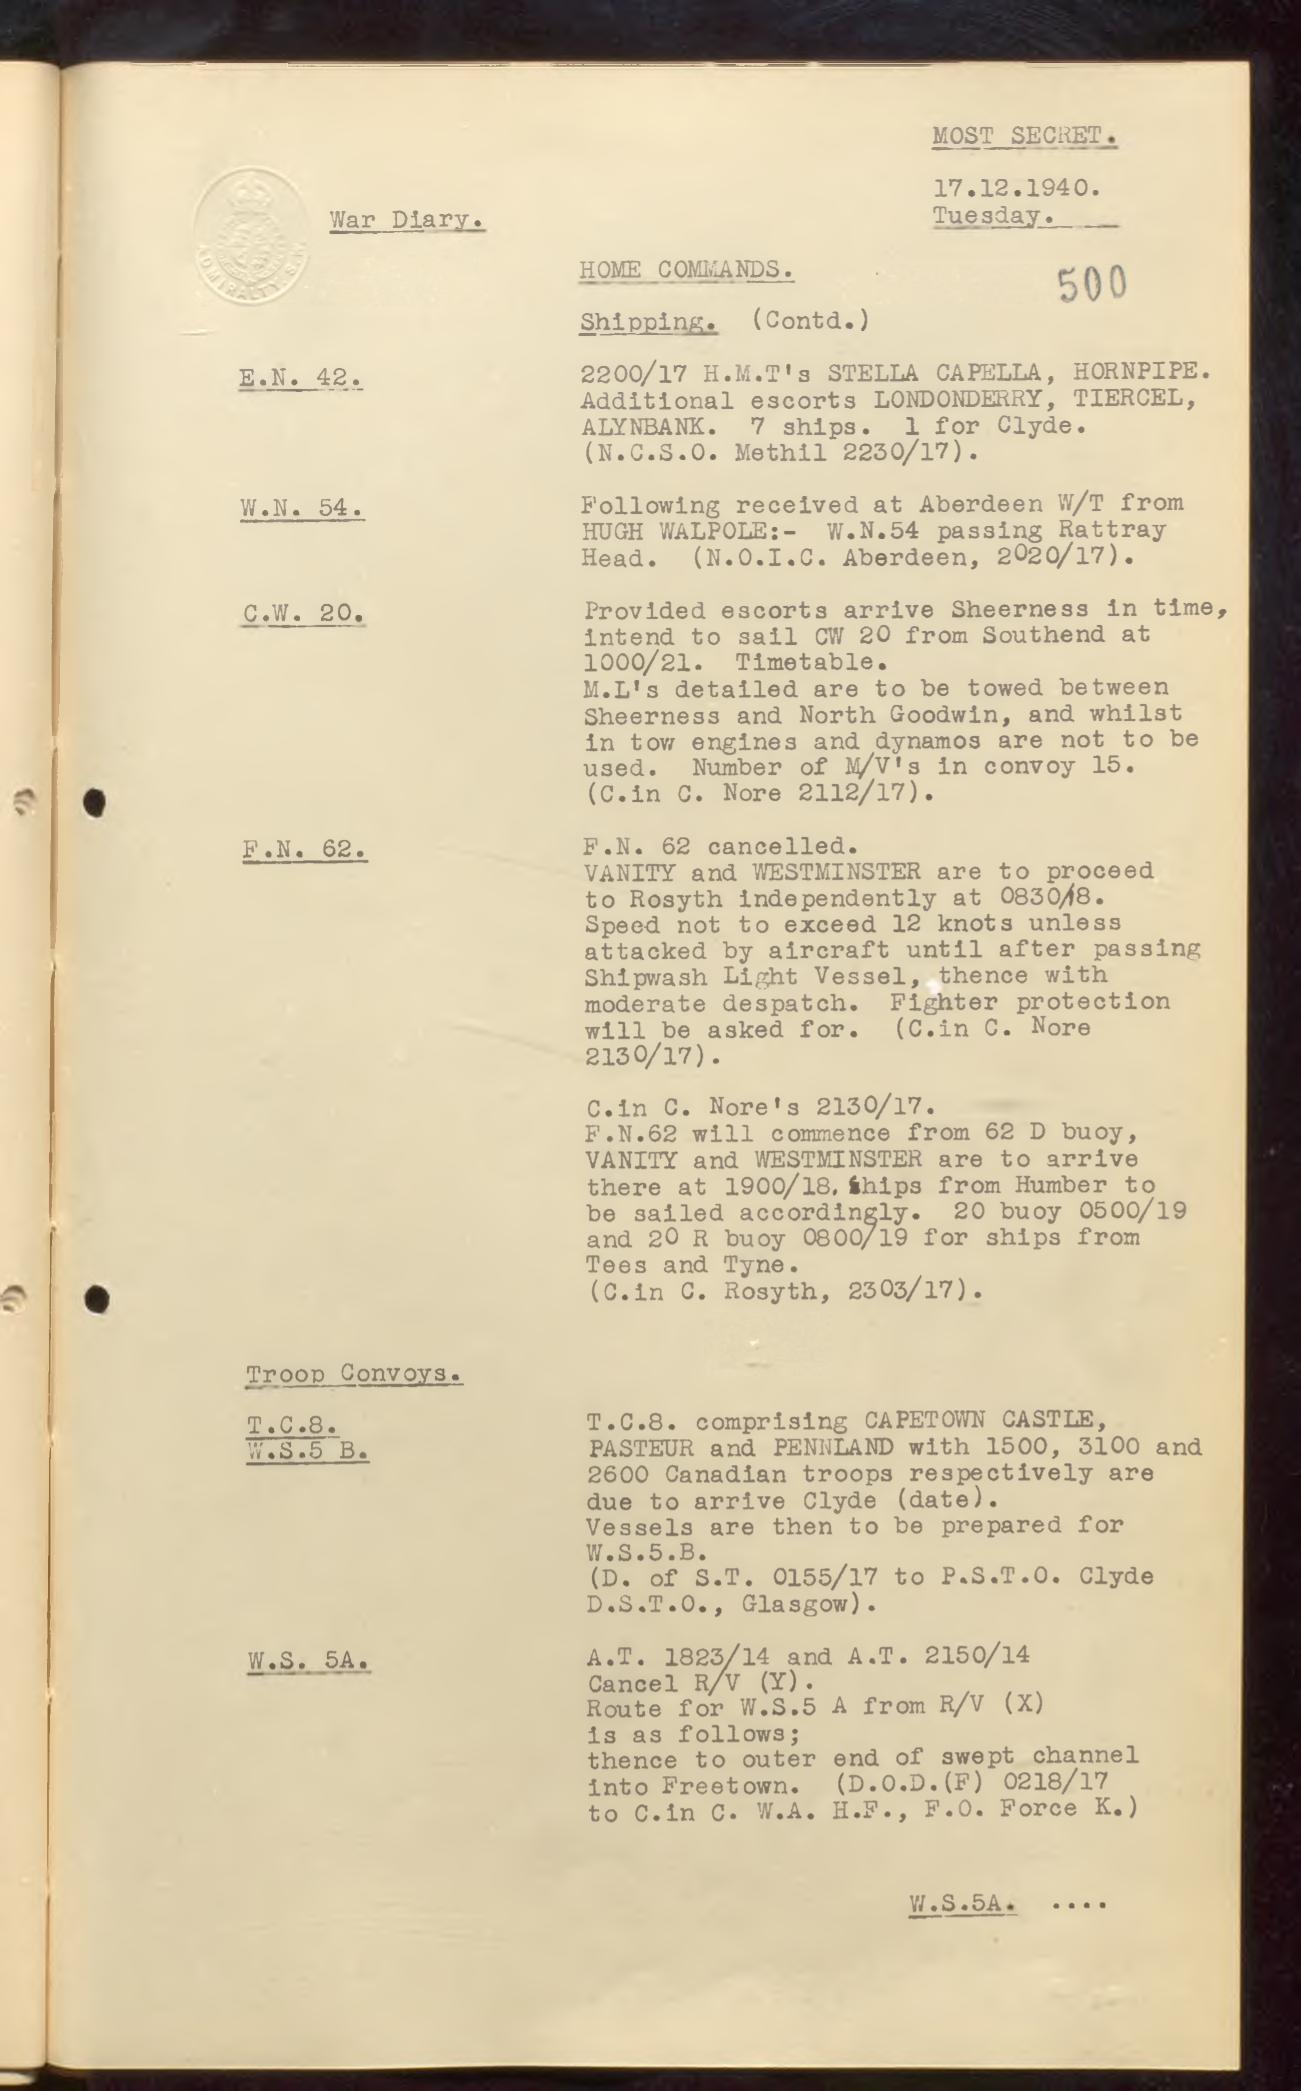 MOST SECRET.
17.12.1940.
Tuesday.
War Diary.
ADMIRALTY. S.W.
HOME COMMANDS.
500
Shipping. (Contd.)
E.N. 42.
2200/17 H.M.T's STELLA CAPELLA, HORNPIPE.
Additional escorts LONDONDERRY, TIERCEL,
ALYNBANK. 7 ships. 1 for Clyde.
(N.C.S.O. Methil 2230/17).
W.N. 54.
Following received at Aberdeen W/T from
HUGH WALPOLE:- W.N.54 passing Rattray
Head. (N.O.I.C. Aberdeen, 2020/17).
C.W. 20.
Provided escorts arrive Sheerness in time,
intend to sail CW 20 from Southend at
1000/21. Timetable.
M.L's detailed are to be towed between
Sheerness and North Goodwin, and whilst
in tow engines and dynamos are not to be
used. Number of M/V's in convoy 15.
(C.in C. Nore 2112/17).
F.N. 62.
F.N. 62 cancelled.
VANITY and WESTMINSTER are to proceed
to Rosyth independently at 0830/18.
Speed not to exceed 12 knots unless
attacked by aircraft until after passing
Shipwash Light Vessel, thence with
moderate despatch. Fighter protection
will be asked for. (C.in C. Nore
2130/17).
C.in C. Nore's 2130/17.
F.N.62 will commence from 62 D buoy,
VANITY and WESTMINSTER are to arrive
there at 1900/18. Ships from Humber to
be sailed accordingly. 20 buoy 0500/19
and 20 R buoy 0800/19 for ships from
Tees and Tyne.
(C.in C. Rosyth, 2303/17).
Troop Convoys.
T.C.8.
W.S.5 B.
T.C.8. comprising CAPETOWN CASTLE,
PASTEUR and PENNLAND with 1500, 3100 and
2600 Canadian troops respectively are
due to arrive Clyde (date).
Vessels are then to be prepared for
W.S.5.B.
(D. of S.T. 0155/17 to P.S.T.O. Clyde
D.S.T.O., Glasgow).
W.S. 5A.
A.T. 1823/14 and A.T. 2150/14
Cancel R/V (Y).
Route for W.S.5 A from R/V (X)
is as follows;
thence to outer end of swept channel
into Freetown. (D.O.D.(F) 0218/17
to C.in C. W.A. H.F., F.O. Force K.)
W.S.5A. ....